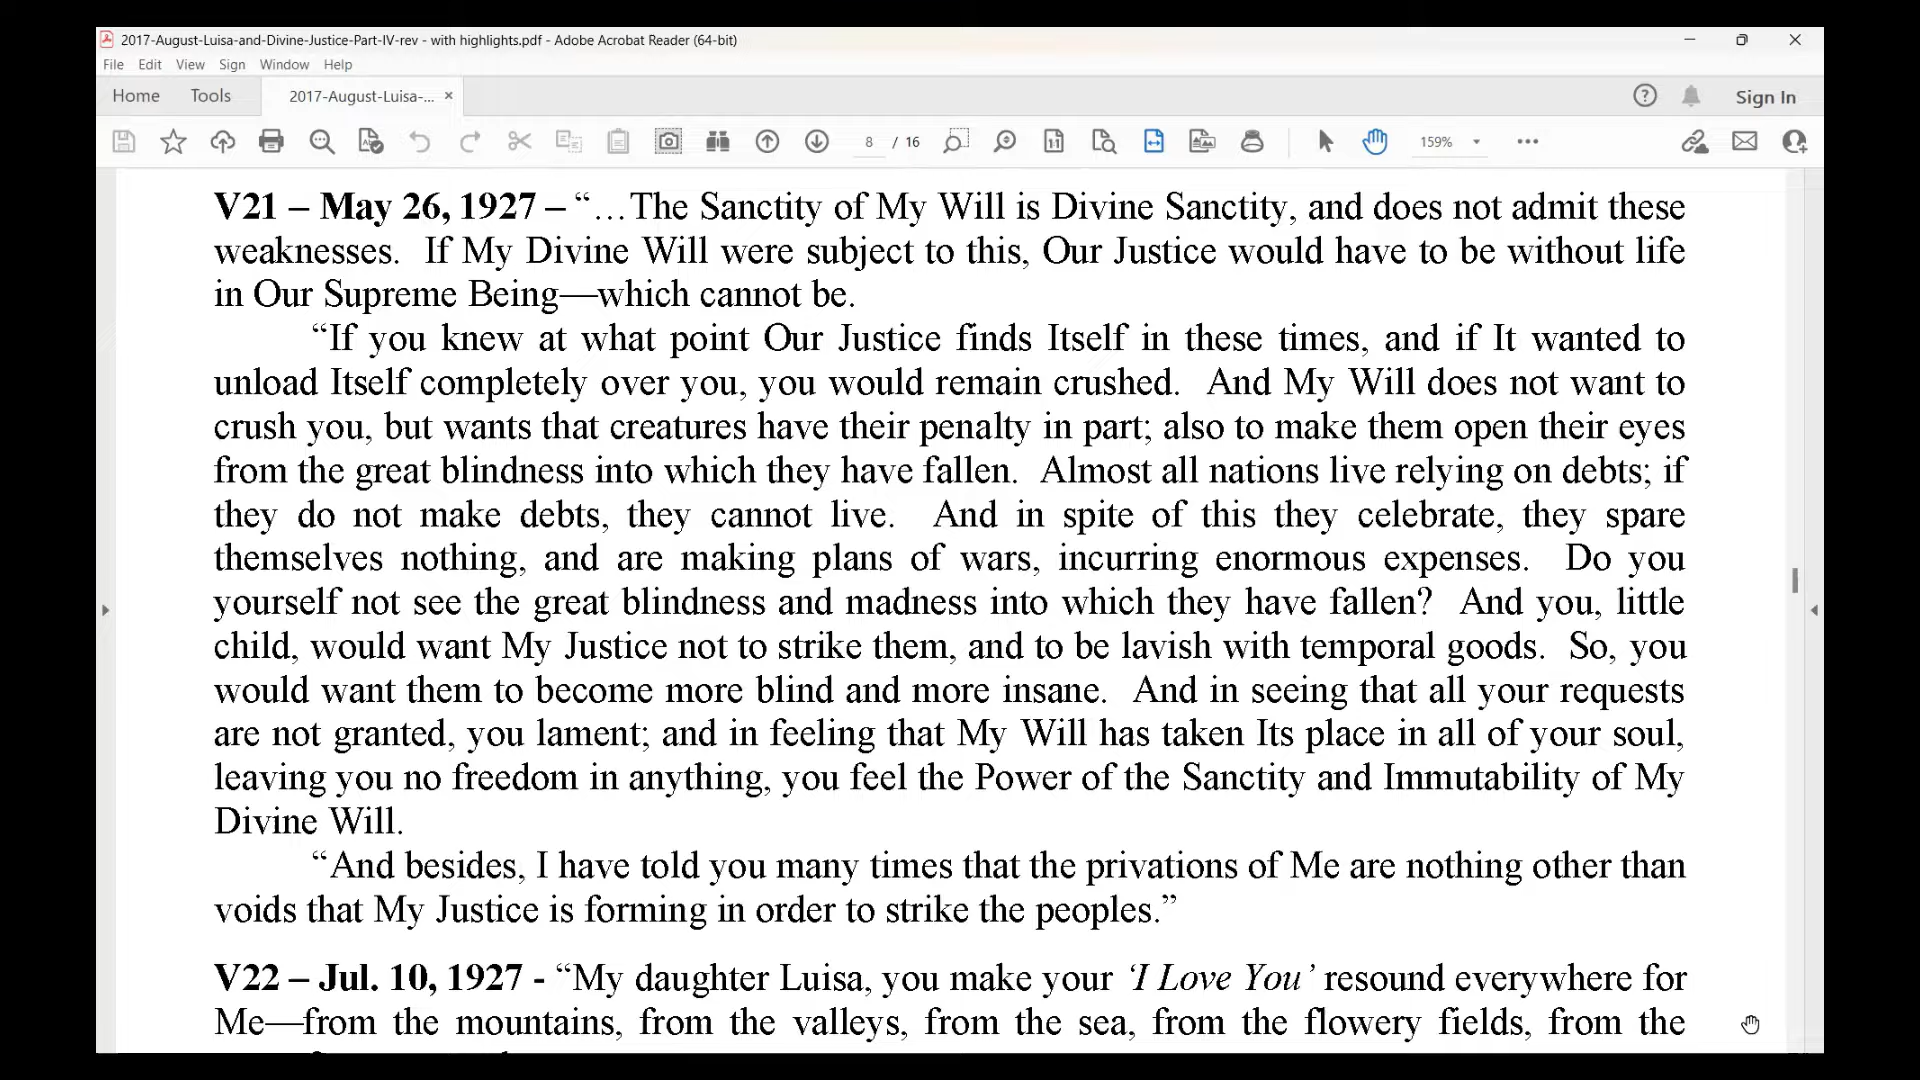 2017-August-Luisa-and-Divine-Justice-Part-IV-rev - with highlights.pdf - Adobe Acrobat Reader (64-bit)
File Edit View Sign Window Help
Home Tools 2017-August-Luisa-... × Sign In
8 / 16 159%
V21 – May 26, 1927 – “…The Sanctity of My Will is Divine Sanctity, and does not admit these
weaknesses. If My Divine Will were subject to this, Our Justice would have to be without life
in Our Supreme Being—which cannot be.
“If you knew at what point Our Justice finds Itself in these times, and if It wanted to
unload Itself completely over you, you would remain crushed. And My Will does not want to
crush you, but wants that creatures have their penalty in part; also to make them open their eyes
from the great blindness into which they have fallen. Almost all nations live relying on debts; if
they do not make debts, they cannot live. And in spite of this they celebrate, they spare
themselves nothing, and are making plans of wars, incurring enormous expenses. Do you
yourself not see the great blindness and madness into which they have fallen? And you, little
child, would want My Justice not to strike them, and to be lavish with temporal goods. So, you
would want them to become more blind and more insane. And in seeing that all your requests
are not granted, you lament; and in feeling that My Will has taken Its place in all of your soul,
leaving you no freedom in anything, you feel the Power of the Sanctity and Immutability of My
Divine Will.
“And besides, I have told you many times that the privations of Me are nothing other than
voids that My Justice is forming in order to strike the peoples.”
V22 – Jul. 10, 1927 - “My daughter Luisa, you make your ‘I Love You’ resound everywhere for
Me—from the mountains, from the valleys, from the sea, from the flowery fields, from the